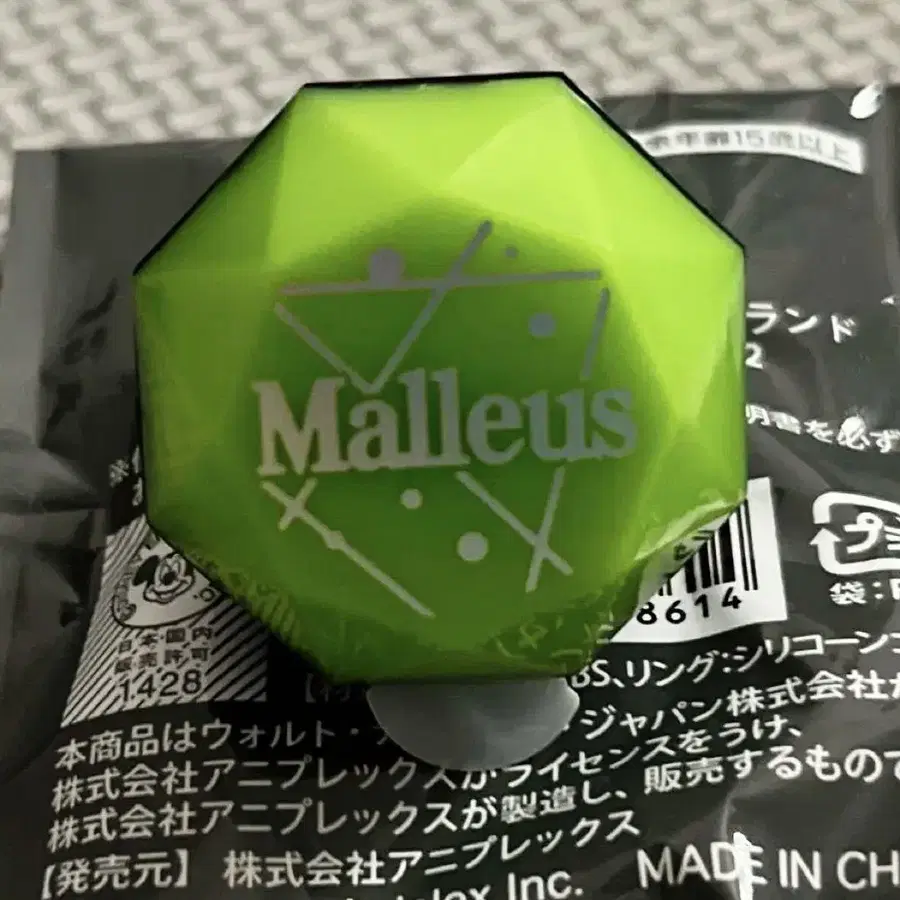 Malleus
年齢15歳以上
ランド
2
明書を必ず
プ
袋:
8614
日本・国内
販売許可
1428
BS、リング:シリコーンゴ
本商品はウォルト・
ジャパン株式会社が
株式会社アニプレックスがライセンスをうけ、
株式会社アニプレックスが製造し、販売するもので
【発売元】 株式会社アニプレックス
Inc.
MADE IN CH